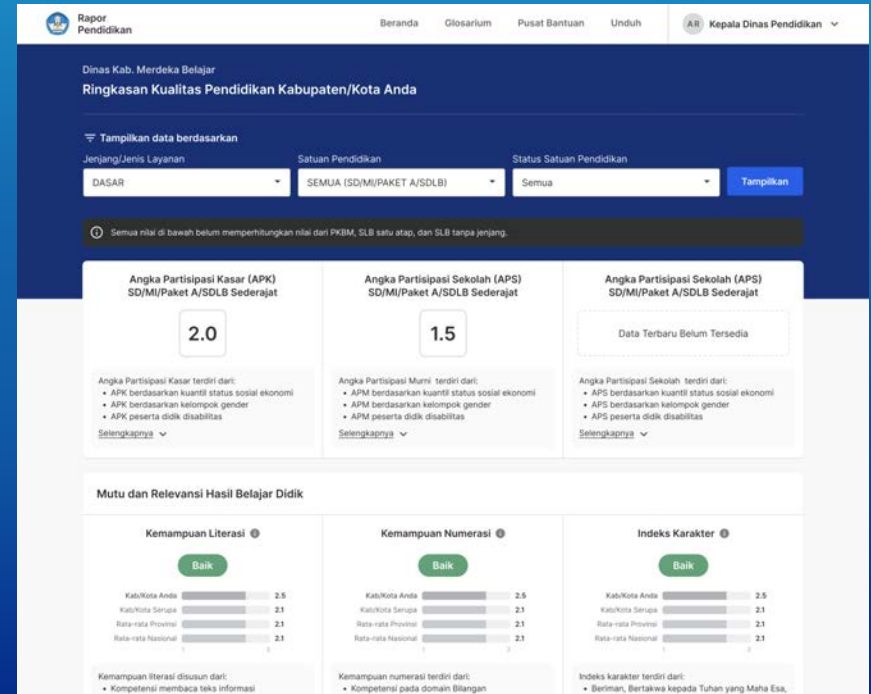 Rapor
Pendidikan
Beranda
Glosarium
Pusat Bantuan
Unduh
AR
Kepala Dinas Pendidikan
Dinas Kab. Merdeka Belajar
Ringkasan Kualitas Pendidikan Kabupaten/Kota Anda
Tampilkan data berdasarkan
Jenjang/Jenis Layanan
Satuan Pendidikan
Status Satuan Pendidikan
DASAR
SEMUA (SD/MI/PAKET A/SDLB)
Semua
Tampilkan
Semua nilai di bawah belum memperhitungkan nilai dari PKBM, SLB satu atap, dan SLB tanpa jenjang.
Angka Partisipasi Kasar (APK)
SD/MI/Paket A/SDLB Sederajat
2.0
Angka Partisipasi Kasar terdiri dari:
• APK berdasarkan kuantil status sosial ekonomi
• APK berdasarkan kelompok gender
• APK peserta didik disabilitas
Selengkapnya
Angka Partisipasi Sekolah (APS)
SD/MI/Paket A/SDLB Sederajat
1.5
Angka Partisipasi Murni terdiri dari:
• APM berdasarkan kuantil status sosial ekonomi
• APM berdasarkan kelompok gender
• APM peserta didik disabilitas
Selengkapnya
Angka Partisipasi Sekolah (APS)
SD/MI/Paket A/SDLB Sederajat
Data Terbaru Belum Tersedia
Angka Partisipasi Sekolah terdiri dari:
• APS berdasarkan kuantil status sosial ekonomi
• APS berdasarkan kelompok gender
• APS peserta didik disabilitas
Selengkapnya
Mutu dan Relevansi Hasil Belajar Didik
Kemampuan Literasi
Baik
Kab/Kota Anda 2.5
Kab/Kota Serupa 2.1
Rata-rata Provinsi 2.1
Rata-rata Nasional 2.1
1 2
Kemampuan literasi disusun dari:
• Kompetensi membaca teks informasi
Kemampuan Numerasi
Baik
Kab/Kota Anda 2.5
Kab/Kota Serupa 2.1
Rata-rata Provinsi 2.1
Rata-rata Nasional 2.1
1 2
Kemampuan numerasi terdiri dari:
• Kompetensi pada domain Bilangan
Indeks Karakter
Baik
Kab/Kota Anda 2.5
Kab/Kota Serupa 2.1
Rata-rata Provinsi 2.1
Rata-rata Nasional 2.1
1 2
Indeks karakter terdiri dari:
• Beriman, Bertakwa kepada Tuhan yang Maha Esa,